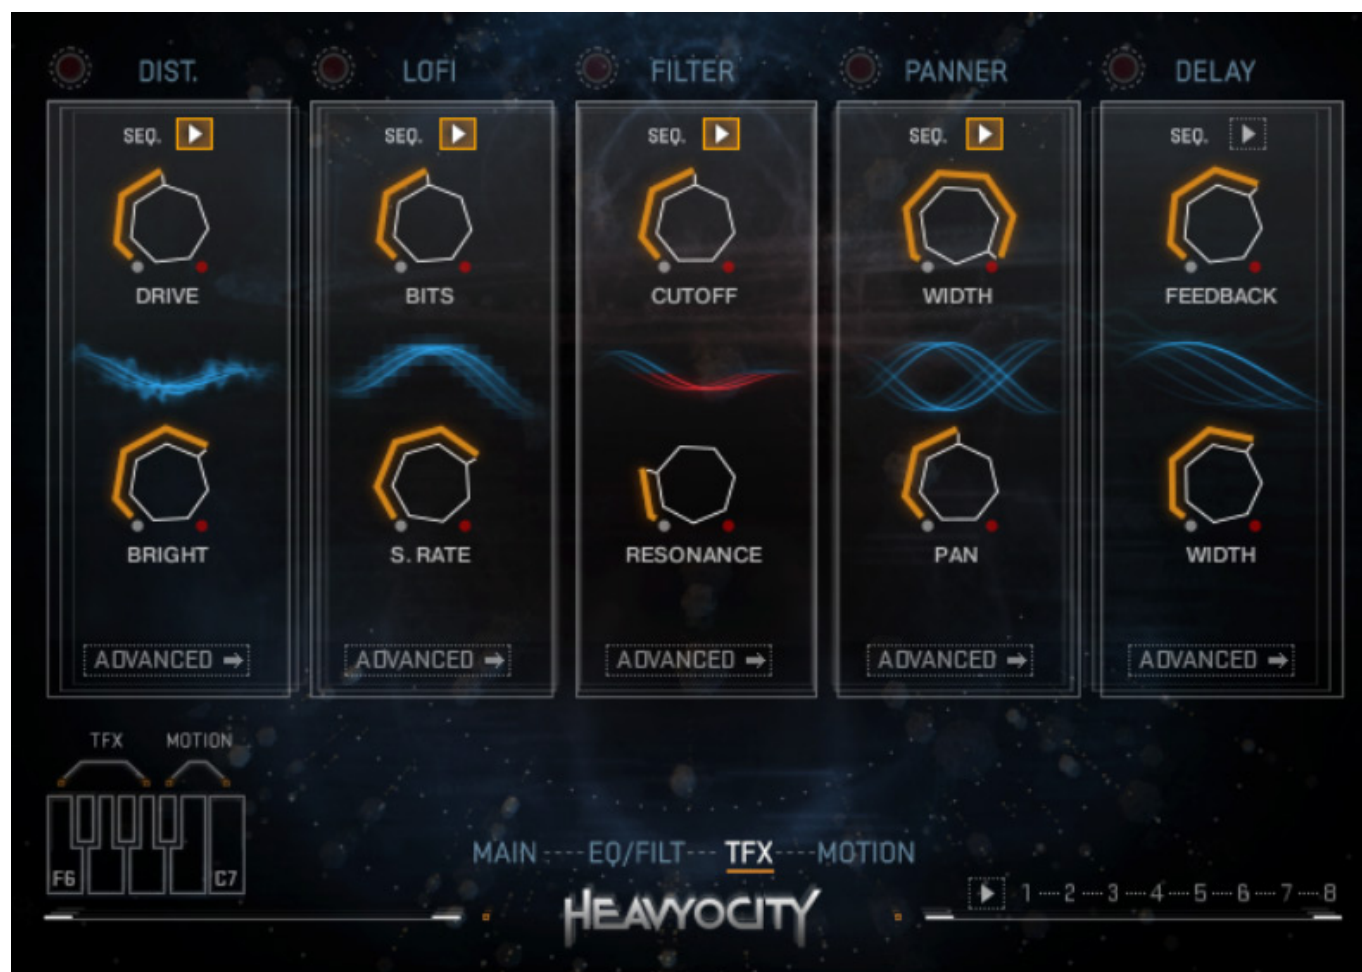 DIST. LOFI FILTER PANNER DELAY
SEQ. SEQ. SEQ. SEQ. SEQ.
DRIVE BITS CUTOFF WIDTH FEEDBACK
BRIGHT S. RATE RESONANCE PAN WIDTH
ADVANCED ADVANCED ADVANCED ADVANCED ADVANCED
TFX MOTION
MAIN EQ/FILT TFX MOTION
F6 C7
1 2 3 4 5 6 7 8
HEAVYOCITY